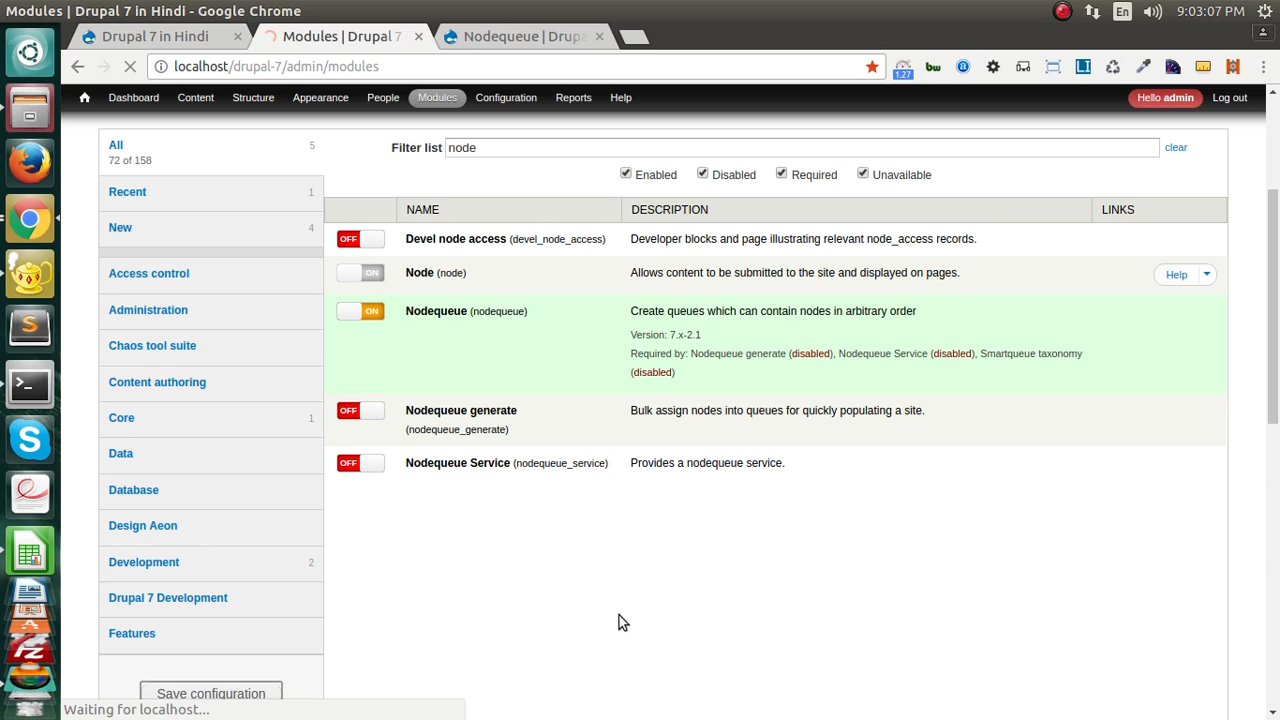 Modules | Drupal 7 in Hindi - Google Chrome
En
9:03:07 PM
Drupal 7 in Hindi
Modules | Drupal 7
Nodequeue | Drupa
localhost/drupal-7/admin/modules
1.27
bw
a
LI
Dashboard
Content
Structure
Appearance
People
Modules
Configuration
Reports
Help
Hello admin
Log out
All
5
72 of 158
Recent
1
New
4
Access control
Administration
Chaos tool suite
Content authoring
Core
1
Data
Database
Design Aeon
Development
2
Drupal 7 Development
Features
Save configuration
Filter list
node
clear
Enabled
Disabled
Required
Unavailable
NAME
DESCRIPTION
LINKS
OFF
Devel node access (devel_node_access)
Developer blocks and page illustrating relevant node_access records.
ON
Node (node)
Allows content to be submitted to the site and displayed on pages.
Help
ON
Nodequeue (nodequeue)
Create queues which can contain nodes in arbitrary order
Version: 7.x-2.1
Required by: Nodequeue generate (disabled), Nodequeue Service (disabled), Smartqueue taxonomy
(disabled)
OFF
Nodequeue generate
(nodequeue_generate)
Bulk assign nodes into queues for quickly populating a site.
OFF
Nodequeue Service (nodequeue_service)
Provides a nodequeue service.
Waiting for localhost...